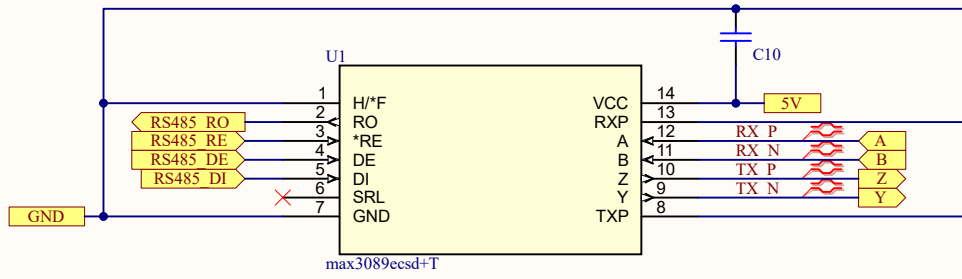 C10
U1
1 H/*F VCC 14 5V
RS485_RO 2 RO RXP 13
RS485_RE 3 *RE A 12 RX_P A
RS485_DE 4 DE B 11 RX_N B
RS485_DI 5 DI Z 10 TX_P Z
6 SRL Y 9 TX_N Y
GND 7 GND TXP 8
max3089ecsd+T